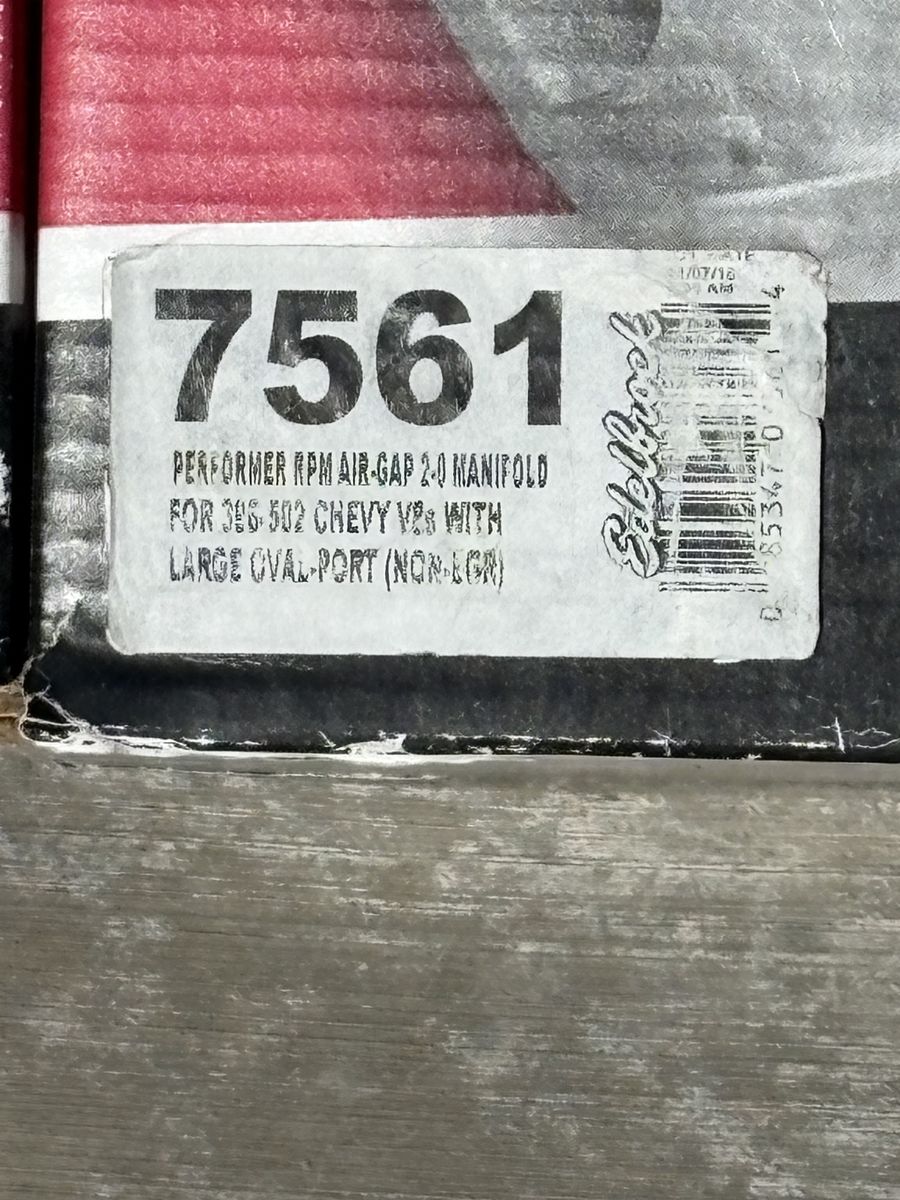 7561
PERFORMER RPM AIR-GAP 2-0 MANIFOLD
FOR 396-502 CHEVY V8s WITH
LARGE OVAL-PORT (NON-EGR)
Edelbrock